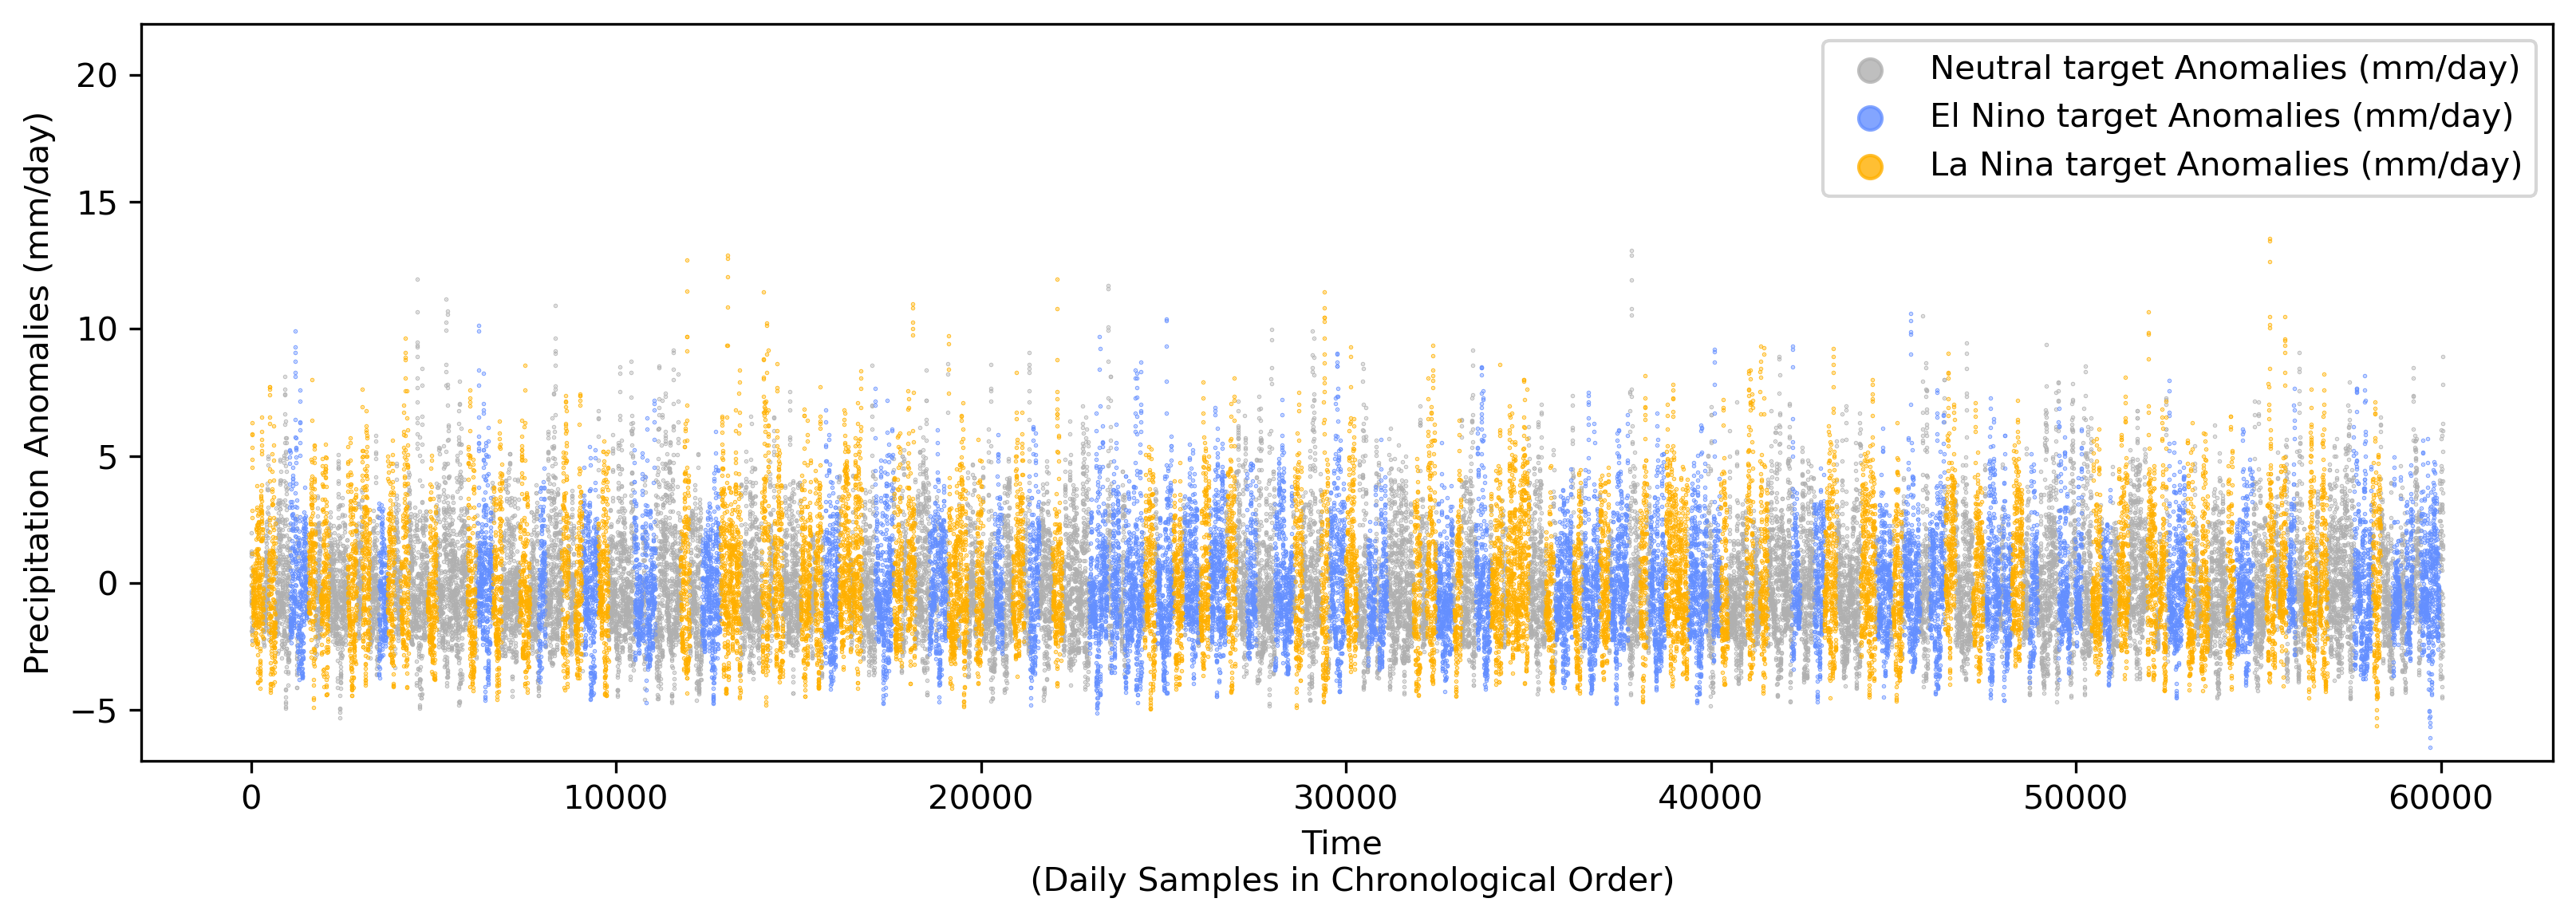 Precipitation Anomalies (mm/day)
20
15
10
5
0
−5
Neutral target Anomalies (mm/day)
El Nino target Anomalies (mm/day)
La Nina target Anomalies (mm/day)
0
10000
20000
30000
40000
50000
60000
Time
(Daily Samples in Chronological Order)